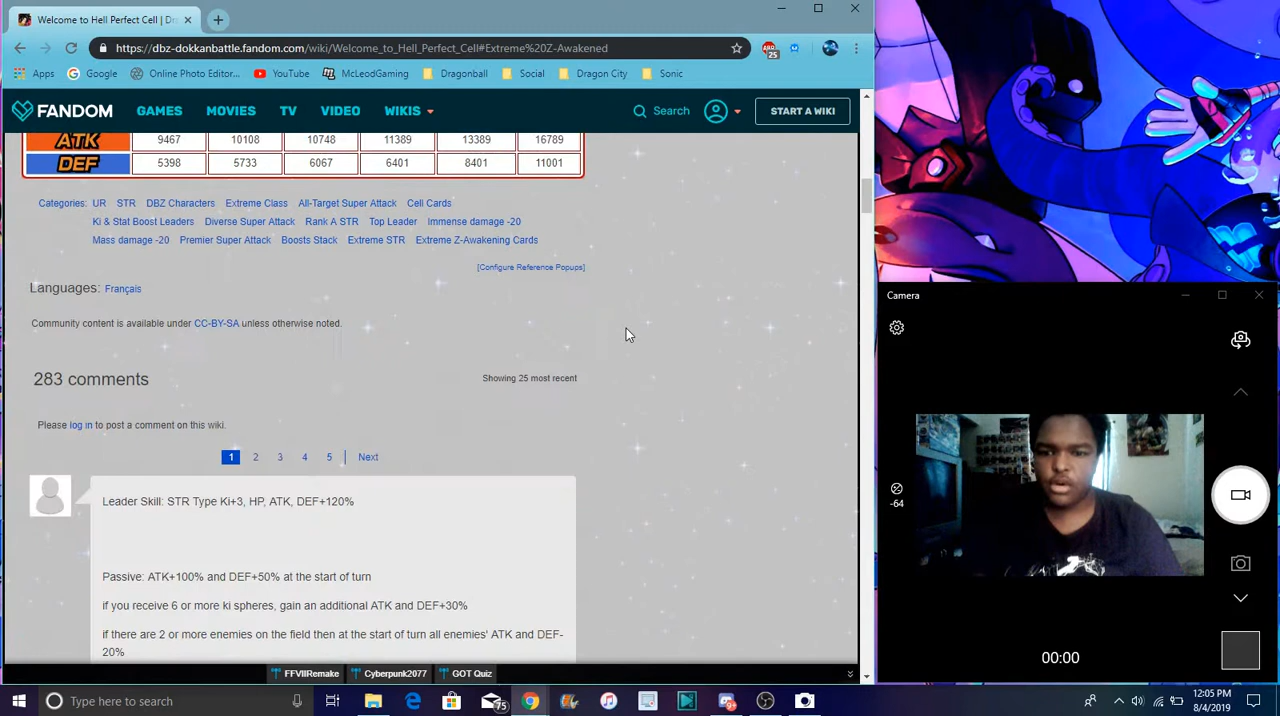 Welcome to Hell Perfect Cell | Dr
https://dbz-dokkanbattle.fandom.com/wiki/Welcome_to_Hell_Perfect_Cell#Extreme%20Z-Awakened
25
Apps Google Online Photo Editor... YouTube McLeodGaming Dragonball Social Dragon City Sonic
FANDOM GAMES MOVIES TV VIDEO WIKIS Search START A WIKI
ATK 9467 10108 10748 11389 13389 16789
DEF 5398 5733 6067 6401 8401 11001
Categories: UR STR DBZ Characters Extreme Class All-Target Super Attack Cell Cards
Ki & Stat Boost Leaders Diverse Super Attack Rank A STR Top Leader Immense damage -20
Mass damage -20 Premier Super Attack Boosts Stack Extreme STR Extreme Z-Awakening Cards
[Configure Reference Popups]
Languages: Français
Community content is available under CC-BY-SA unless otherwise noted.
283 comments Showing 25 most recent
Please log in to post a comment on this wiki.
1 2 3 4 5 Next
Leader Skill: STR Type Ki+3, HP, ATK, DEF+120%
Passive: ATK+100% and DEF+50% at the start of turn
if you receive 6 or more ki spheres, gain an additional ATK and DEF+30%
if there are 2 or more enemies on the field then at the start of turn all enemies' ATK and DEF-
20%
FFVIIRemake Cyberpunk2077 GOT Quiz
Camera
-64
00:00
Type here to search
75
9+
12:05 PM
8/4/2019